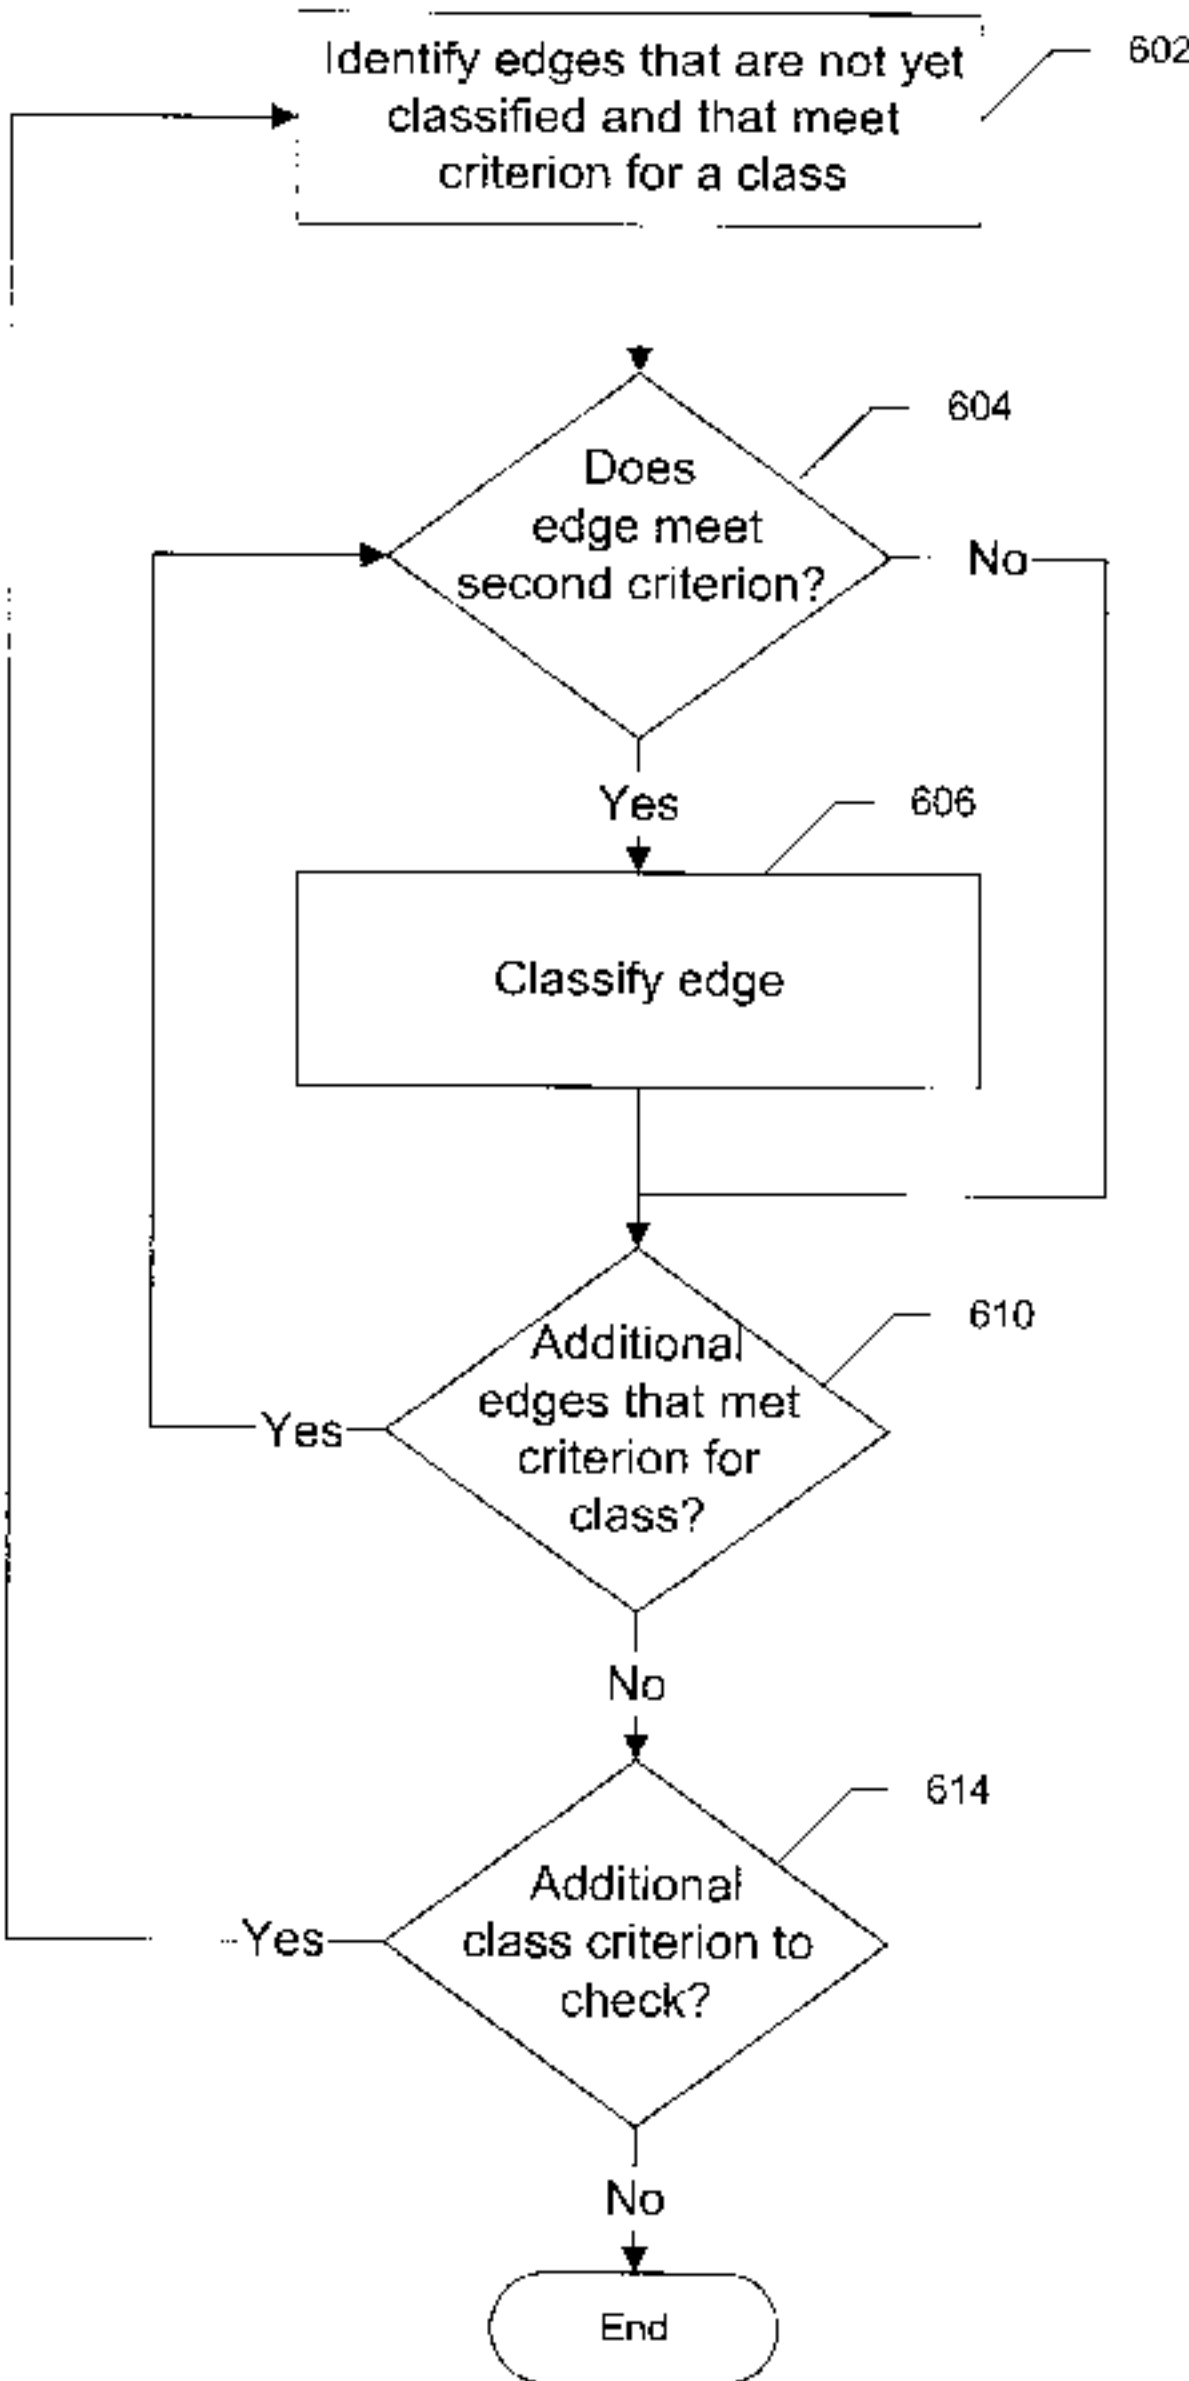 Identify edges that are not yet
classified and that meet
criterion for a class
602
604
Does
edge meet
second criterion?
No
Yes
606
Classify edge
610
Additional
edges that met
criterion for
class?
Yes
No
614
Additional
class criterion to
check?
Yes
No
End